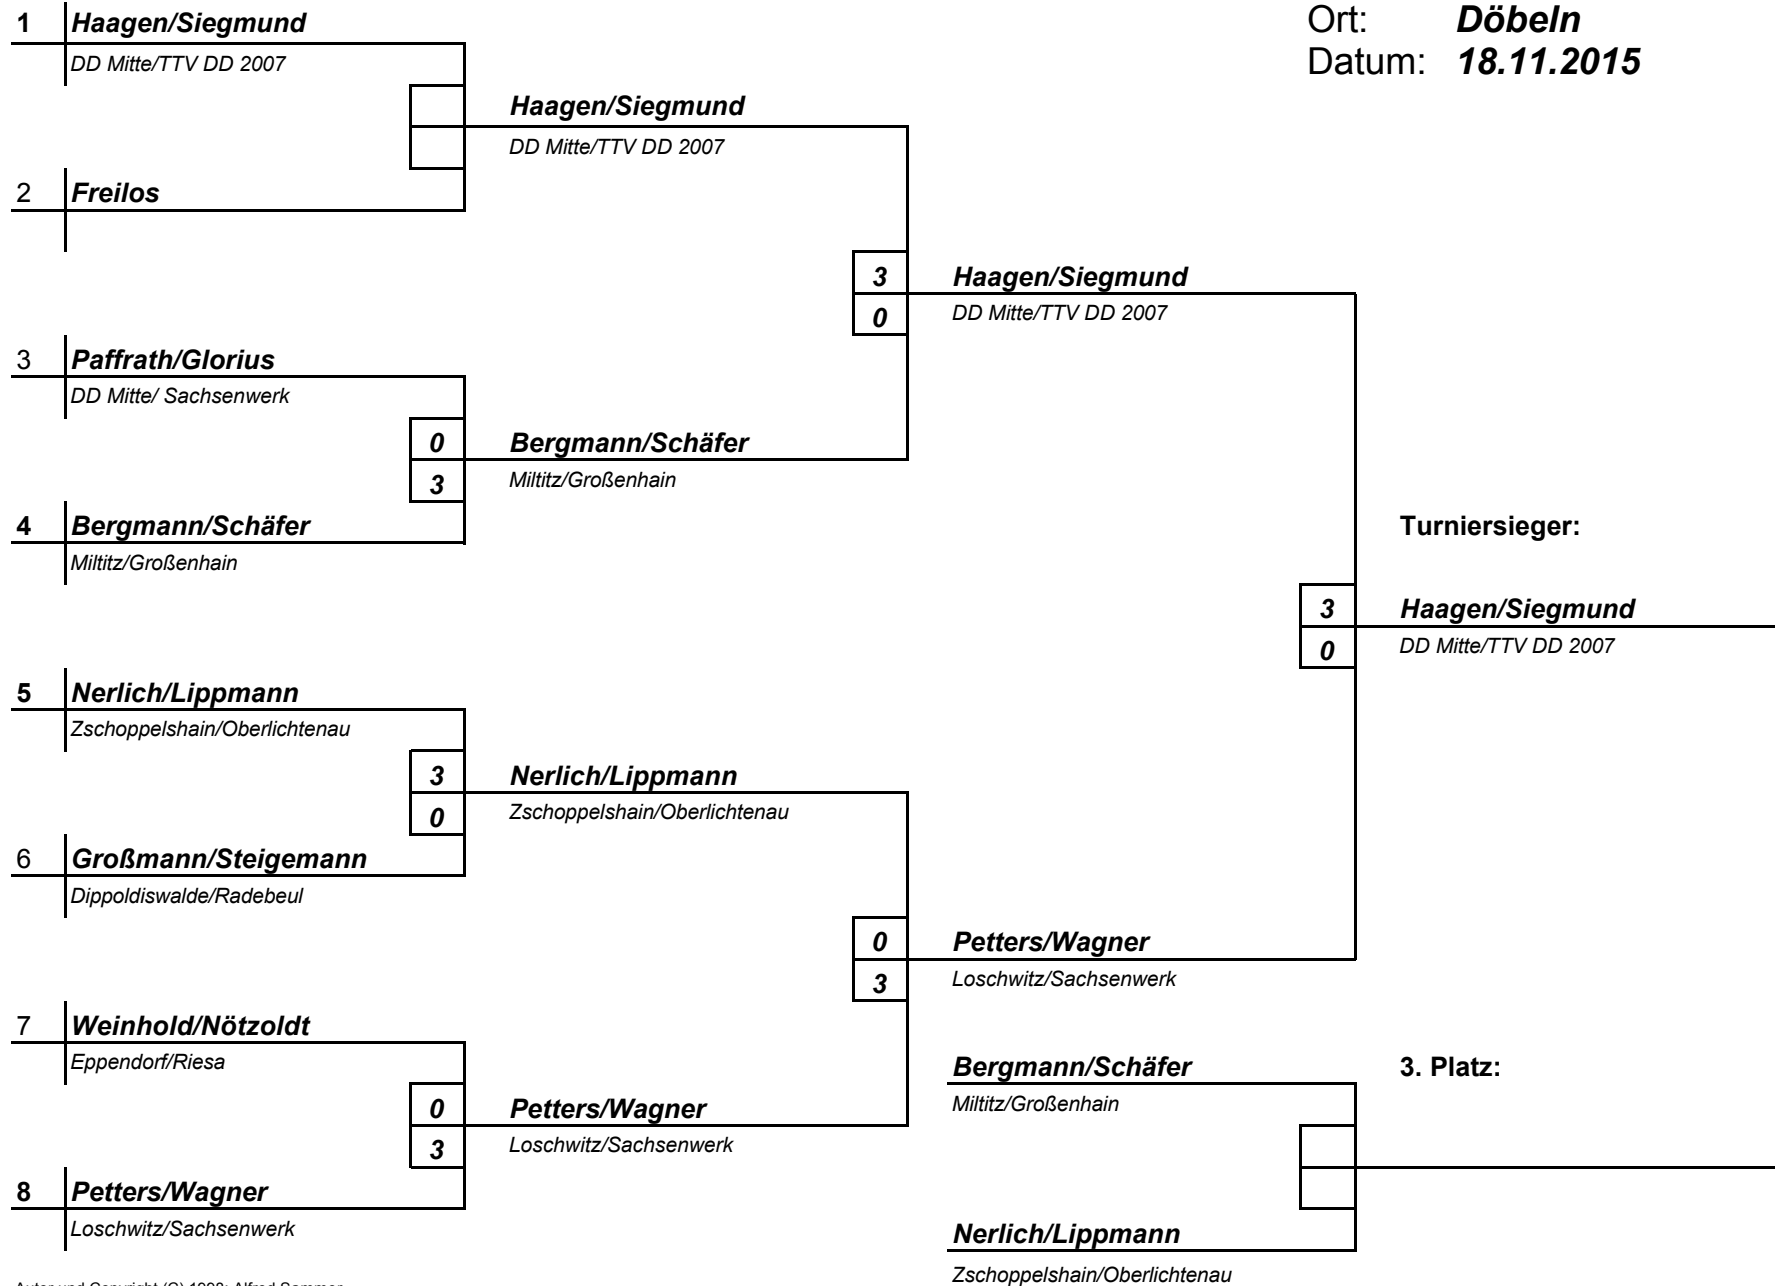 Ort: Döbeln
Datum: 18.11.2015
1 Haagen/Siegmund
DD Mitte/TTV DD 2007
Haagen/Siegmund
DD Mitte/TTV DD 2007
2 Freilos
3 Haagen/Siegmund
0 DD Mitte/TTV DD 2007
3 Paffrath/Glorius
DD Mitte/ Sachsenwerk
0 Bergmann/Schäfer
3 Miltitz/Großenhain
4 Bergmann/Schäfer
Miltitz/Großenhain
Turniersieger:
3 Haagen/Siegmund
0 DD Mitte/TTV DD 2007
5 Nerlich/Lippmann
Zschoppelshain/Oberlichtenau
3 Nerlich/Lippmann
0 Zschoppelshain/Oberlichtenau
6 Großmann/Steigemann
Dippoldiswalde/Radebeul
0 Petters/Wagner
3 Loschwitz/Sachsenwerk
7 Weinhold/Nötzoldt
Eppendorf/Riesa
0 Petters/Wagner
3 Loschwitz/Sachsenwerk
8 Petters/Wagner
Loschwitz/Sachsenwerk
Bergmann/Schäfer
Miltitz/Großenhain
3. Platz:
Nerlich/Lippmann
Zschoppelshain/Oberlichtenau